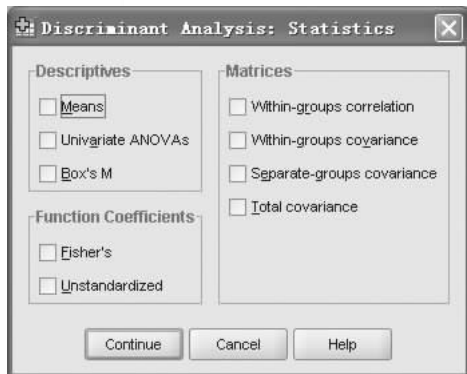 Discriminant Analysis: Statistics
Descriptives
Means
Univariate ANOVAs
Box's M
Function Coefficients
Fisher's
Unstandardized
Matrices
Within-groups correlation
Within-groups covariance
Separate-groups covariance
Total covariance
Continue
Cancel
Help